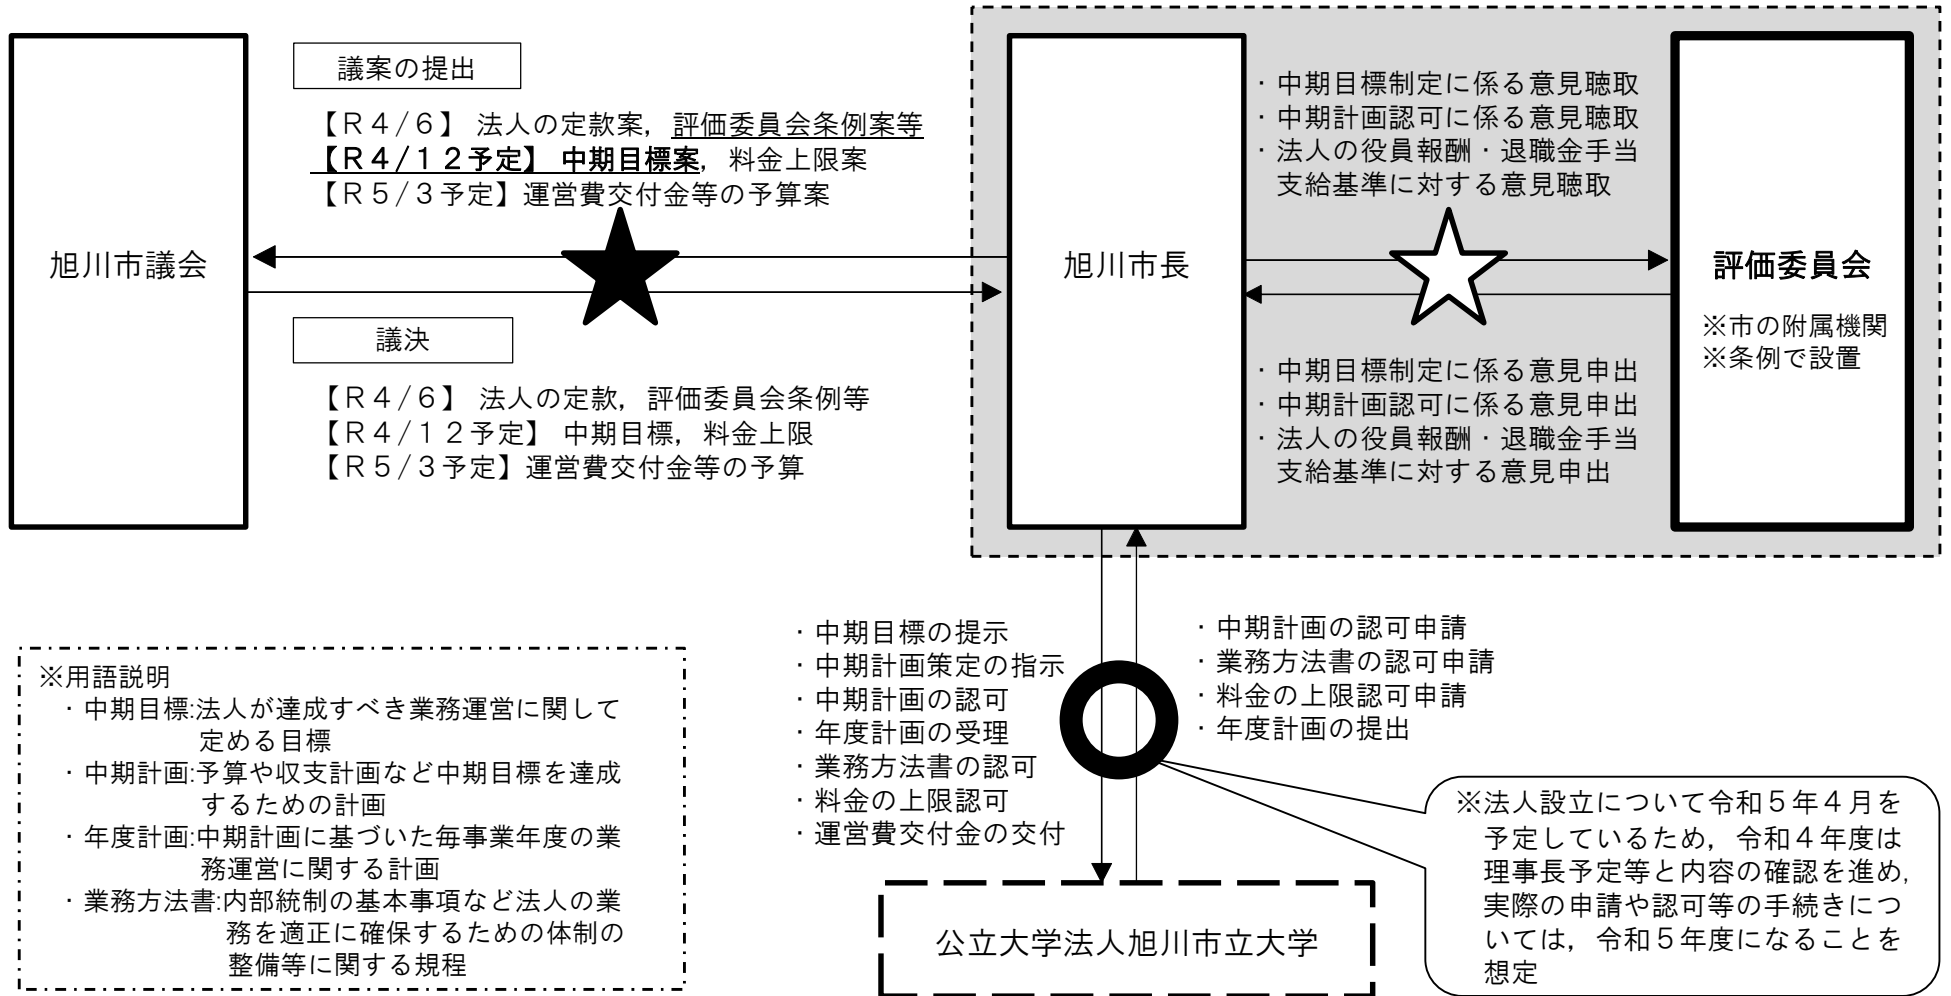 議案の提出
【R４/６】 法人の定款案，評価委員会条例案等
【R４/１２予定】 中期目標案，料金上限案
【R５/３予定】運営費交付金等の予算案
旭川市議会
議決
【R４/６】 法人の定款，評価委員会条例等
【R４/１２予定】 中期目標，料金上限
【R５/３予定】運営費交付金等の予算
旭川市長
・中期目標制定に係る意見聴取
・中期計画認可に係る意見聴取
・法人の役員報酬・退職金手当
支給基準に対する意見聴取
・中期目標制定に係る意見申出
・中期計画認可に係る意見申出
・法人の役員報酬・退職金手当
支給基準に対する意見申出
評価委員会
※市の附属機関
※条例で設置
・中期目標の提示
・中期計画策定の指示
・中期計画の認可
・年度計画の受理
・業務方法書の認可
・料金の上限認可
・運営費交付金の交付
・中期計画の認可申請
・業務方法書の認可申請
・料金の上限認可申請
・年度計画の提出
※用語説明
・中期目標:法人が達成すべき業務運営に関して
定める目標
・中期計画:予算や収支計画など中期目標を達成
するための計画
・年度計画:中期計画に基づいた毎事業年度の業
務運営に関する計画
・業務方法書:内部統制の基本事項など法人の業
務を適正に確保するための体制の
整備等に関する規程
公立大学法人旭川市立大学
※法人設立について令和５年４月を
予定しているため，令和４年度は
理事長予定等と内容の確認を進め，
実際の申請や認可等の手続きにつ
いては，令和５年度になることを
想定